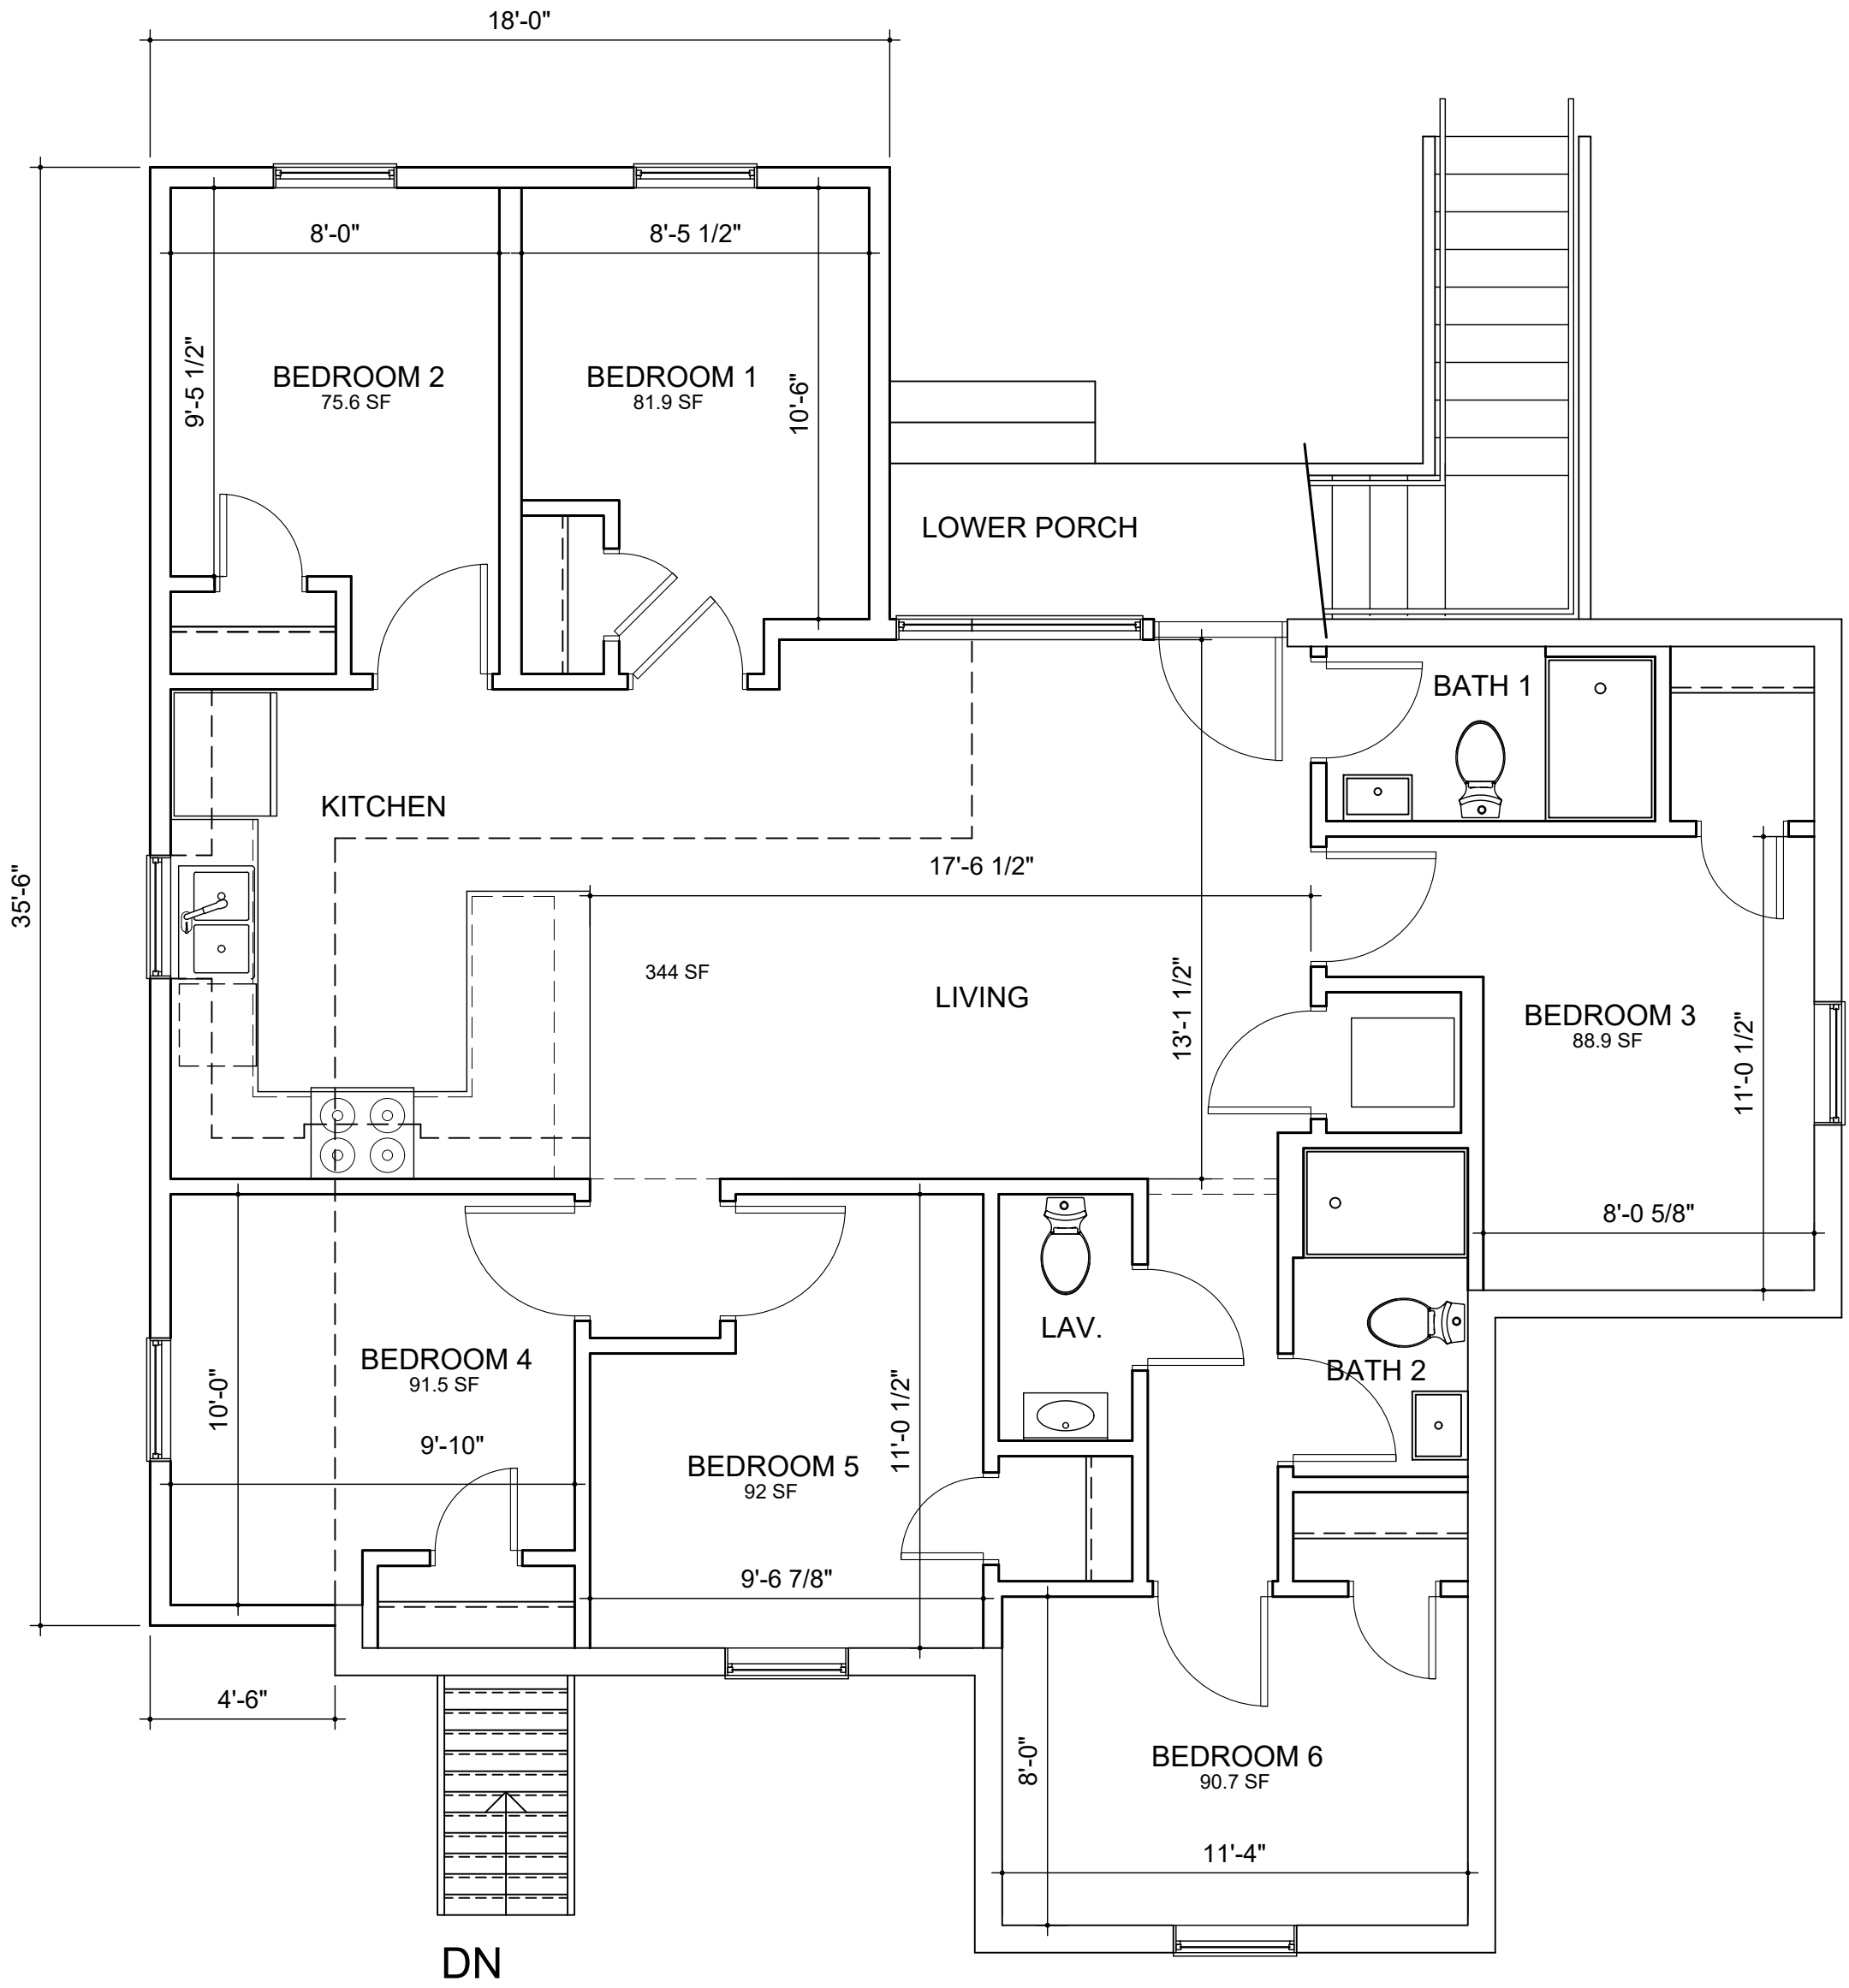 18'-0"
8'-0"
8'-5 1/2"
9'-5 1/2"
BEDROOM 2
75.6 SF
BEDROOM 1
81.9 SF
10'-6"
LOWER PORCH
BATH 1
KITCHEN
35'-6"
17'-6 1/2"
344 SF
LIVING
13'-1 1/2"
BEDROOM 3
88.9 SF
11'-0 1/2"
8'-0 5/8"
LAV.
BEDROOM 4
91.5 SF
BATH 2
10'-0"
9'-10"
11'-0 1/2"
BEDROOM 5
92 SF
9'-6 7/8"
4'-6"
8'-0"
BEDROOM 6
90.7 SF
11'-4"
DN